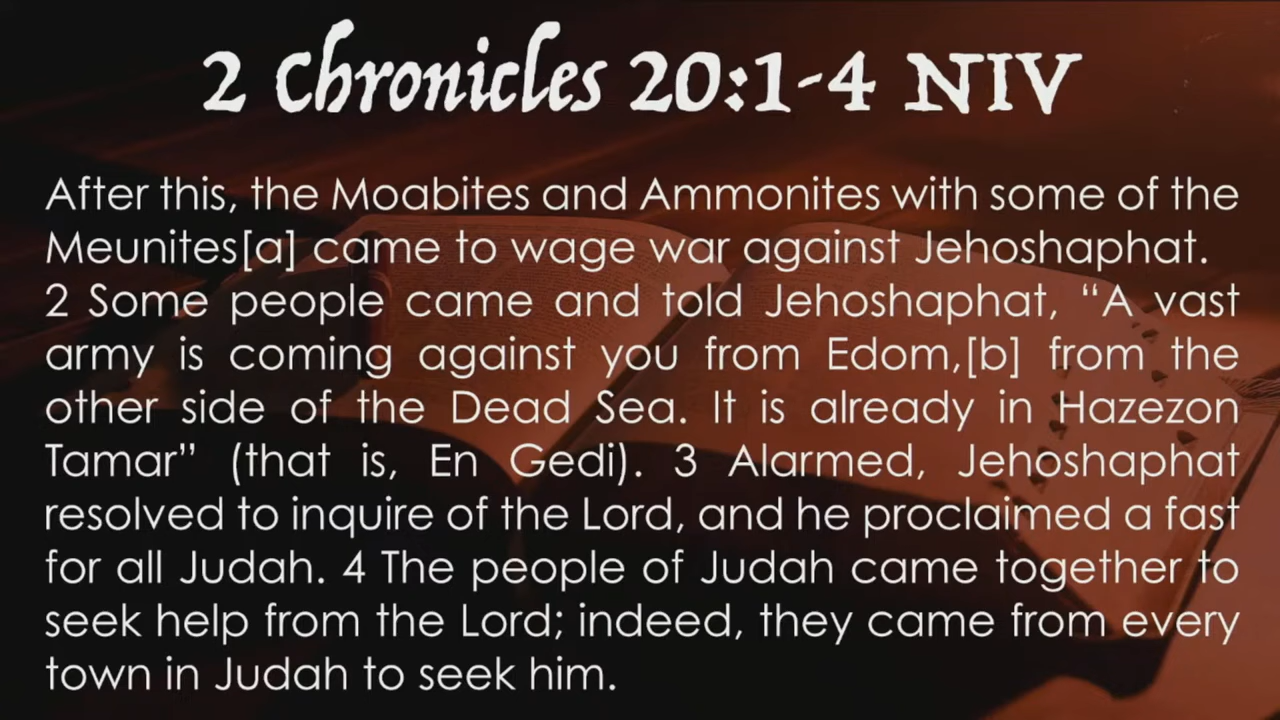 2 Chronicles 20:1-4 NIV
After this, the Moabites and Ammonites with some of the
Meunites[a] came to wage war against Jehoshaphat.
2 Some people came and told Jehoshaphat, “A vast
army is coming against you from Edom,[b] from the
other side of the Dead Sea. It is already in Hazezon
Tamar” (that is, En Gedi). 3 Alarmed, Jehoshaphat
resolved to inquire of the Lord, and he proclaimed a fast
for all Judah. 4 The people of Judah came together to
seek help from the Lord; indeed, they came from every
town in Judah to seek him.